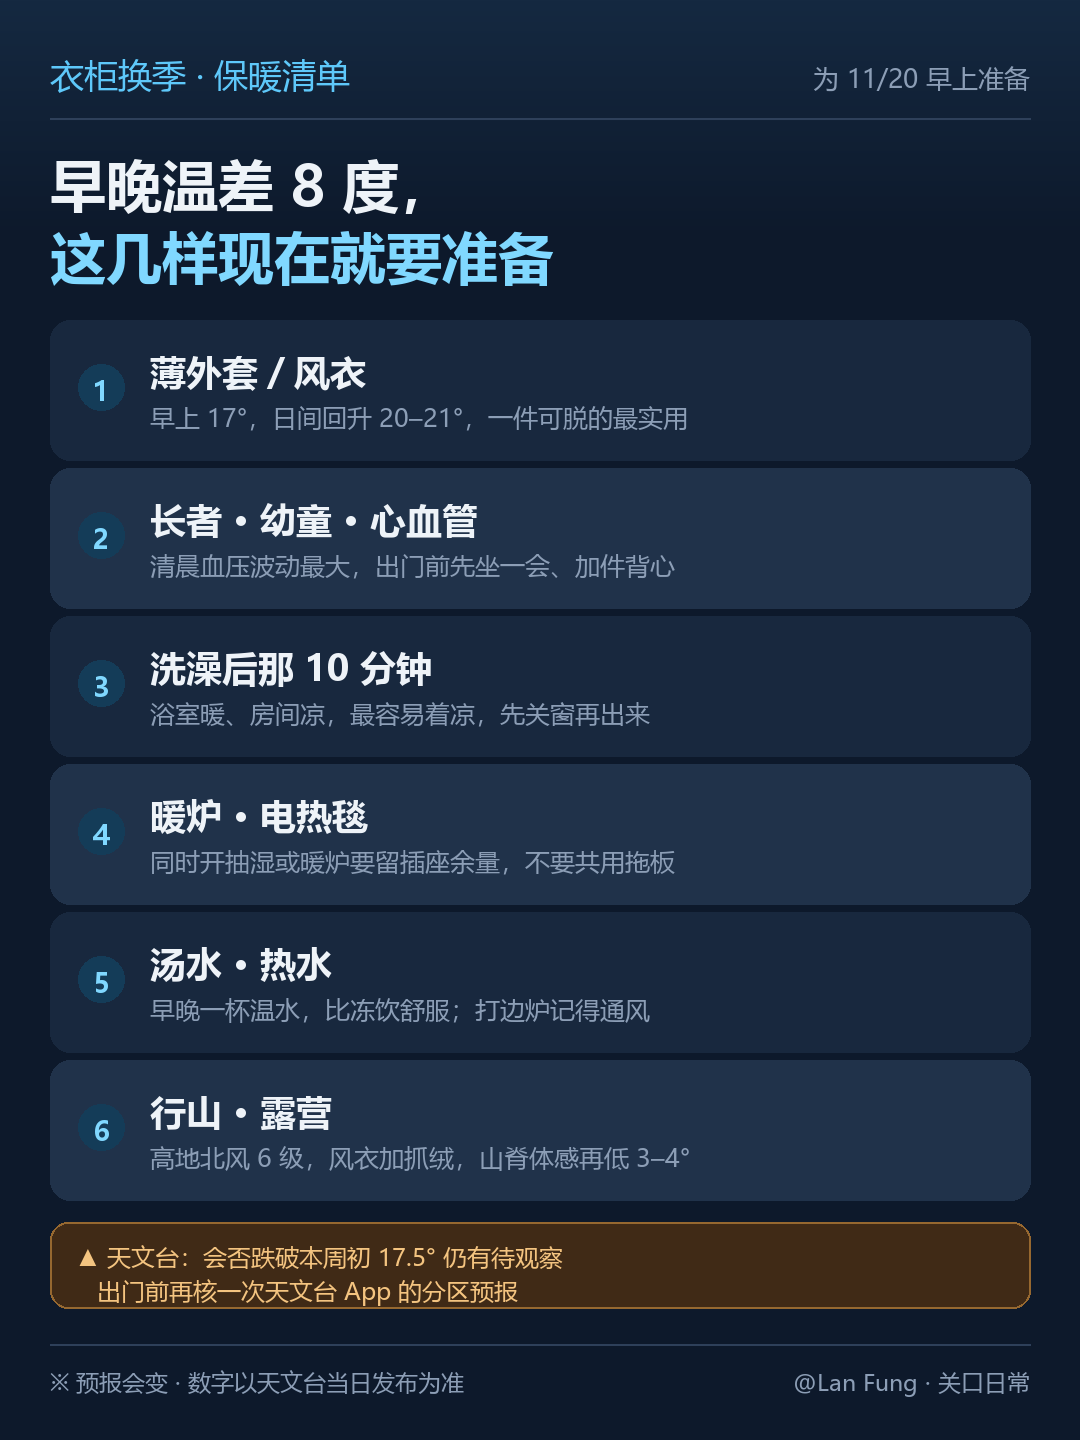 衣柜换季 · 保暖清单
为 11/20 早上准备
早晚温差 8 度，
这几样现在就要准备
1
薄外套 / 风衣
早上 17°，日间回升 20–21°，一件可脱的最实用
2
长者 · 幼童 · 心血管
清晨血压波动最大，出门前先坐一会、加件背心
3
洗澡后那 10 分钟
浴室暖、房间凉，最容易着凉，先关窗再出来
4
暖炉 · 电热毯
同时开抽湿或暖炉要留插座余量，不要共用拖板
5
汤水 · 热水
早晚一杯温水，比冻饮舒服；打边炉记得通风
6
行山 · 露营
高地北风 6 级，风衣加抓绒，山脊体感再低 3–4°
▲ 天文台：会否跌破本周初 17.5° 仍有待观察
出门前再核一次天文台 App 的分区预报
※ 预报会变 · 数字以天文台当日发布为准
@Lan Fung · 关口日常